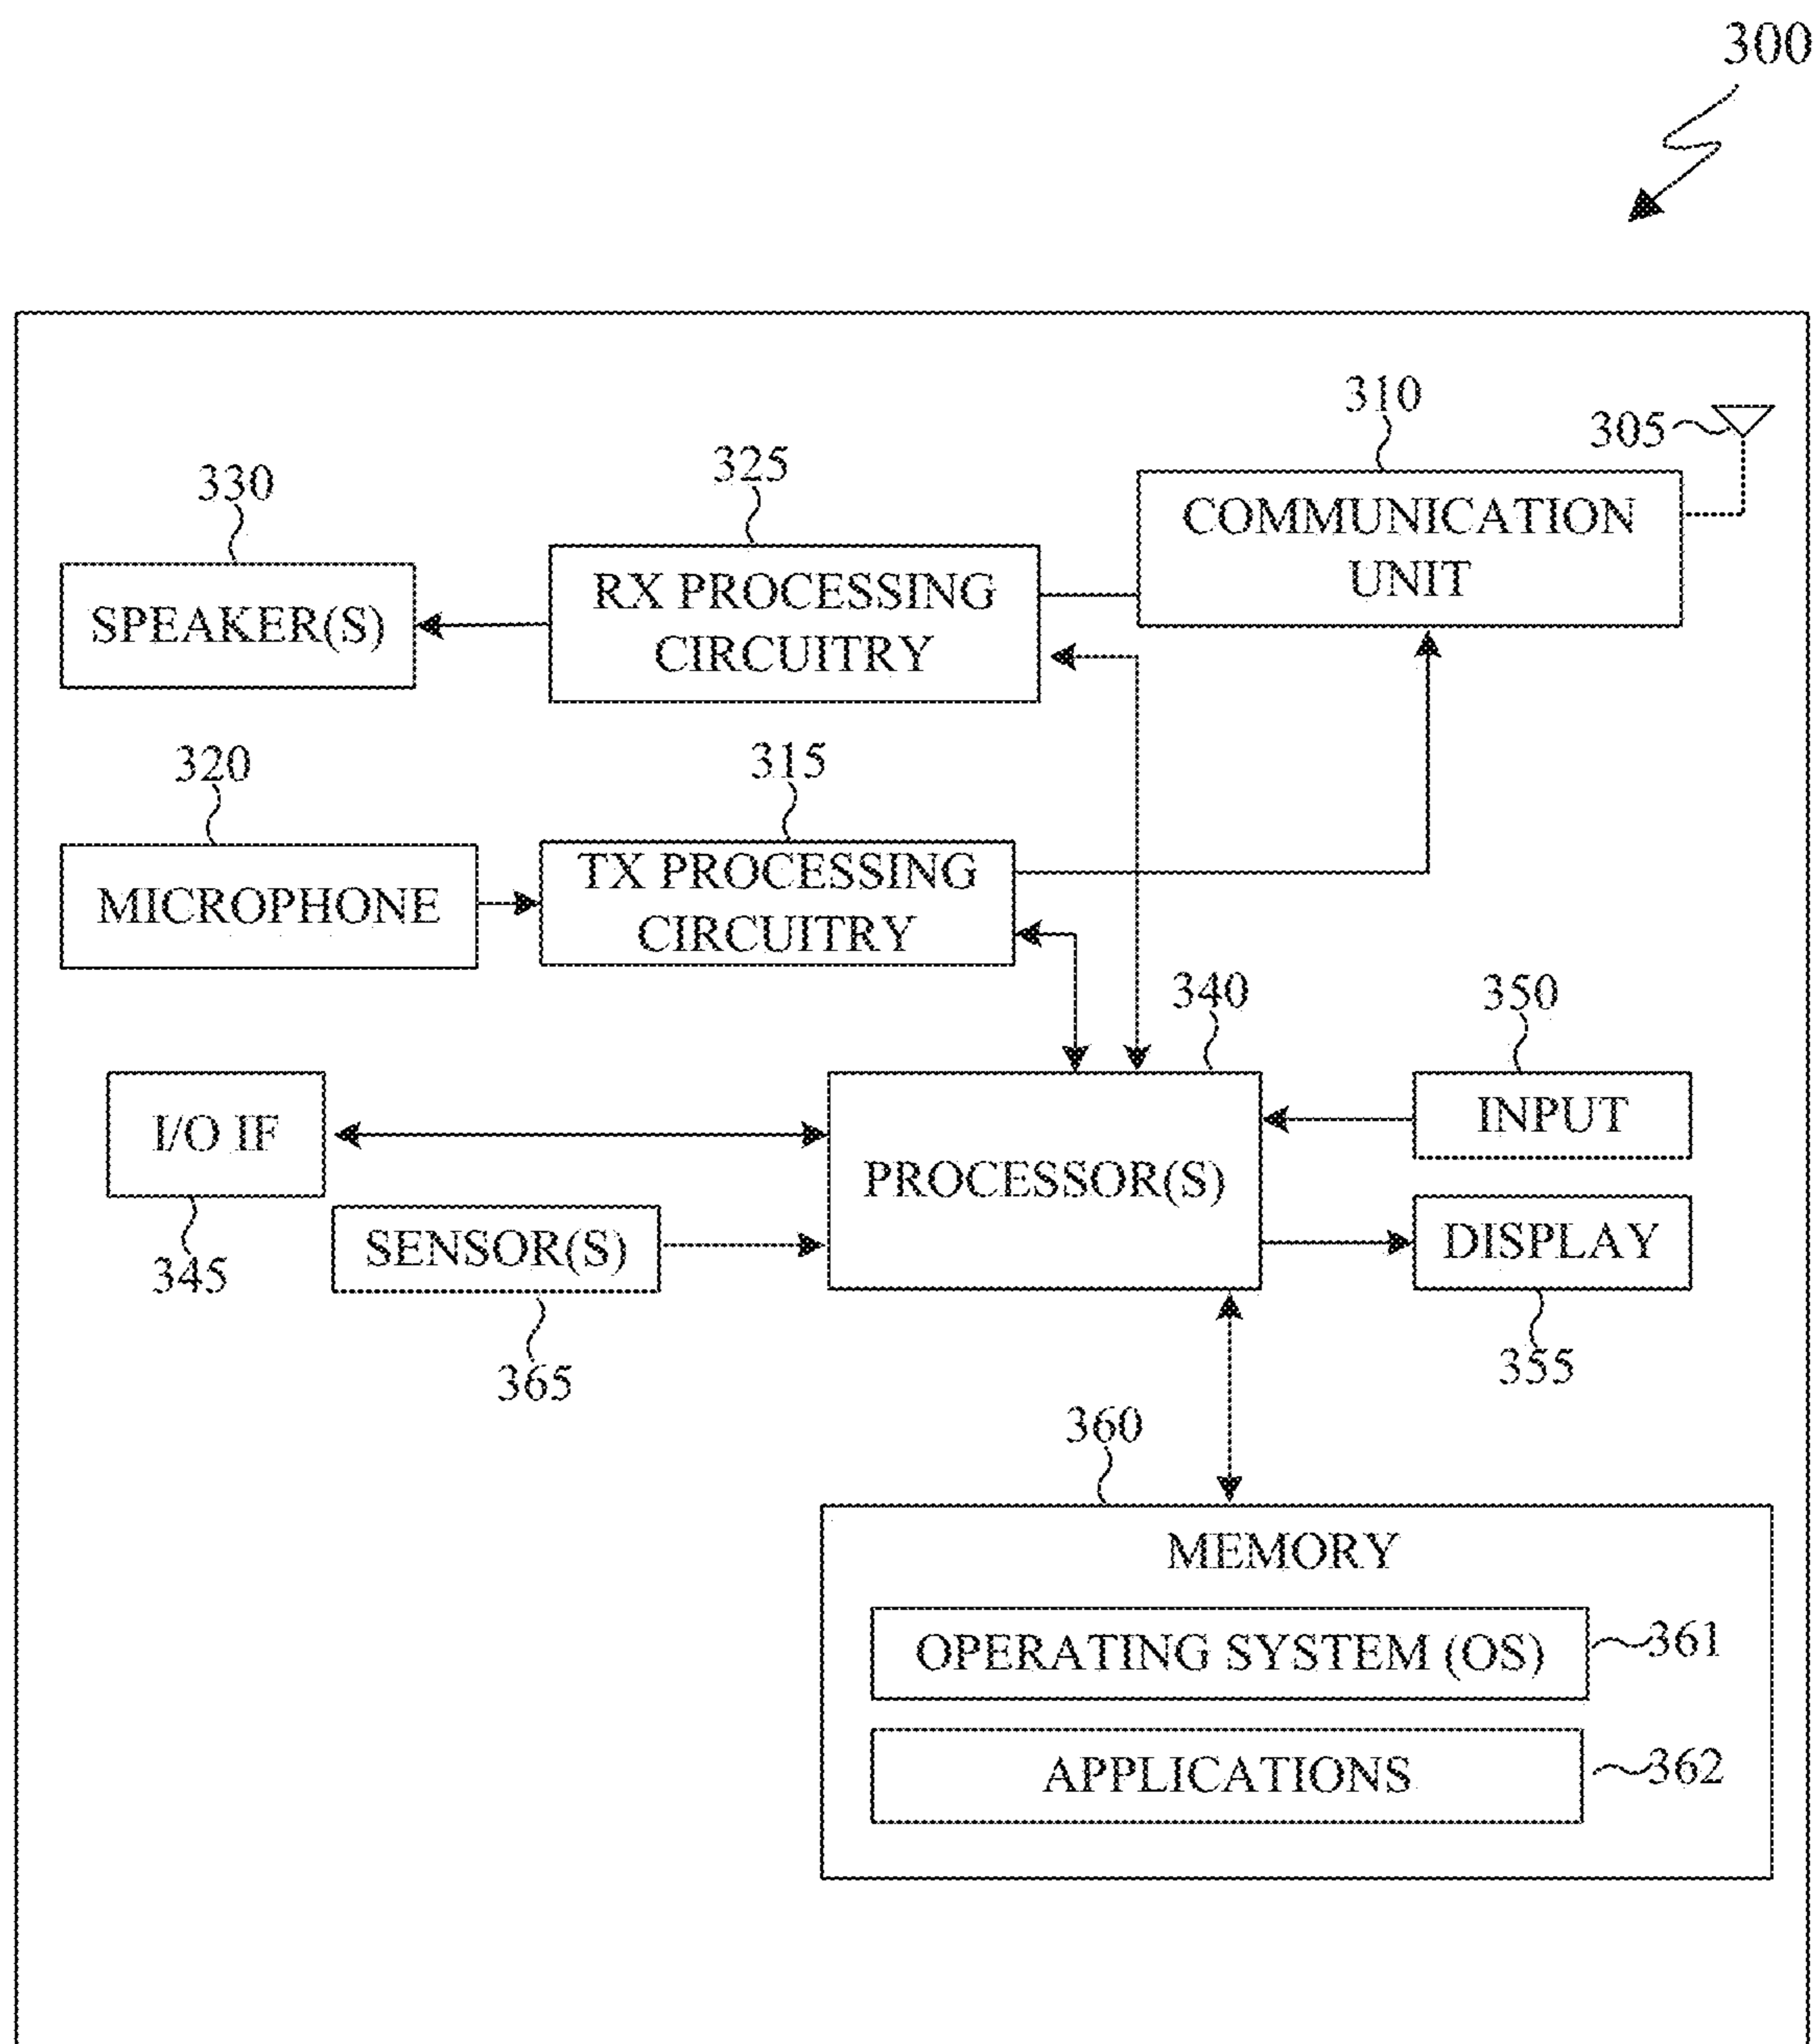 300
310
305
325
330
COMMUNICATION
UNIT
RX PROCESSING
CIRCUITRY
SPEAKER(S)
315
320
TX PROCESSING
CIRCUITRY
MICROPHONE
340
350
I/O IF
INPUT
PROCESSOR(S)
SENSOR(S)
DISPLAY
345
365
355
360
MEMORY
OPERATING SYSTEM (OS)
361
APPLICATIONS
362